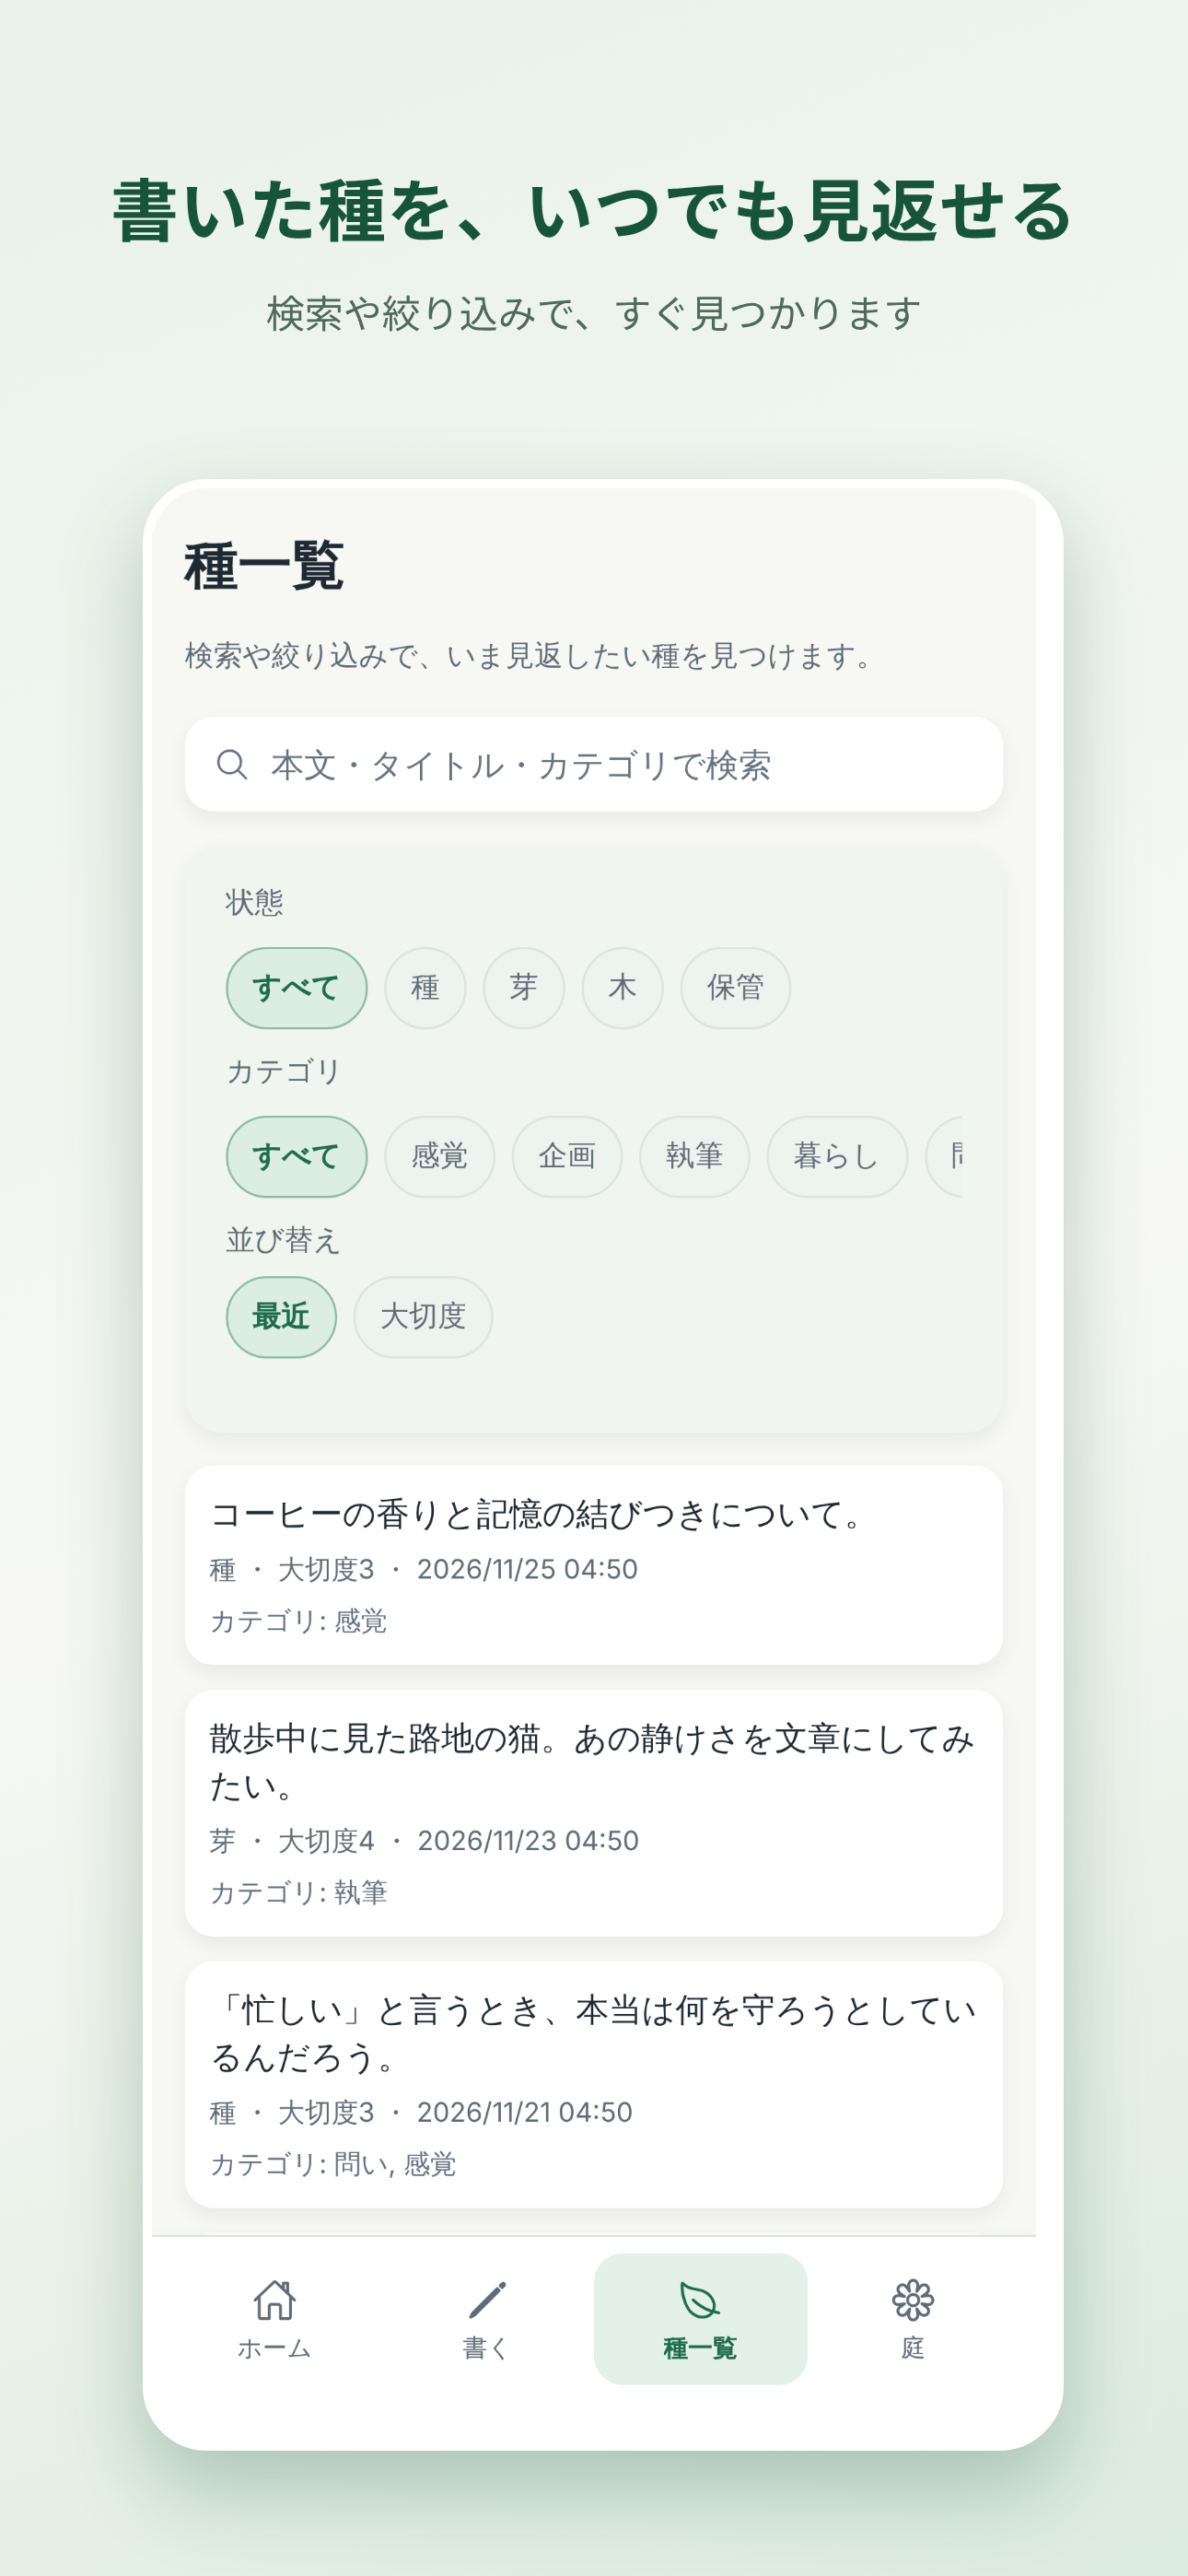 書いた種を、いつでも見返せる
検索や絞り込みで、すぐ見つかります
種一覧
検索や絞り込みで、いま見返したい種を見つけます。
本文・タイトル・カテゴリで検索
状態
すべて 種 芽 木 保管
カテゴリ
すべて 感覚 企画 執筆 暮らし
並び替え
最近 大切度
コーヒーの香りと記憶の結びつきについて。
種 ・ 大切度3 ・ 2026/11/25 04:50
カテゴリ: 感覚
散歩中に見た路地の猫。あの静けさを文章にしてみ
たい。
芽 ・ 大切度4 ・ 2026/11/23 04:50
カテゴリ: 執筆
「忙しい」と言うとき、本当は何を守ろうとしてい
るんだろう。
種 ・ 大切度3 ・ 2026/11/21 04:50
カテゴリ: 問い, 感覚
ホーム 書く 種一覧 庭